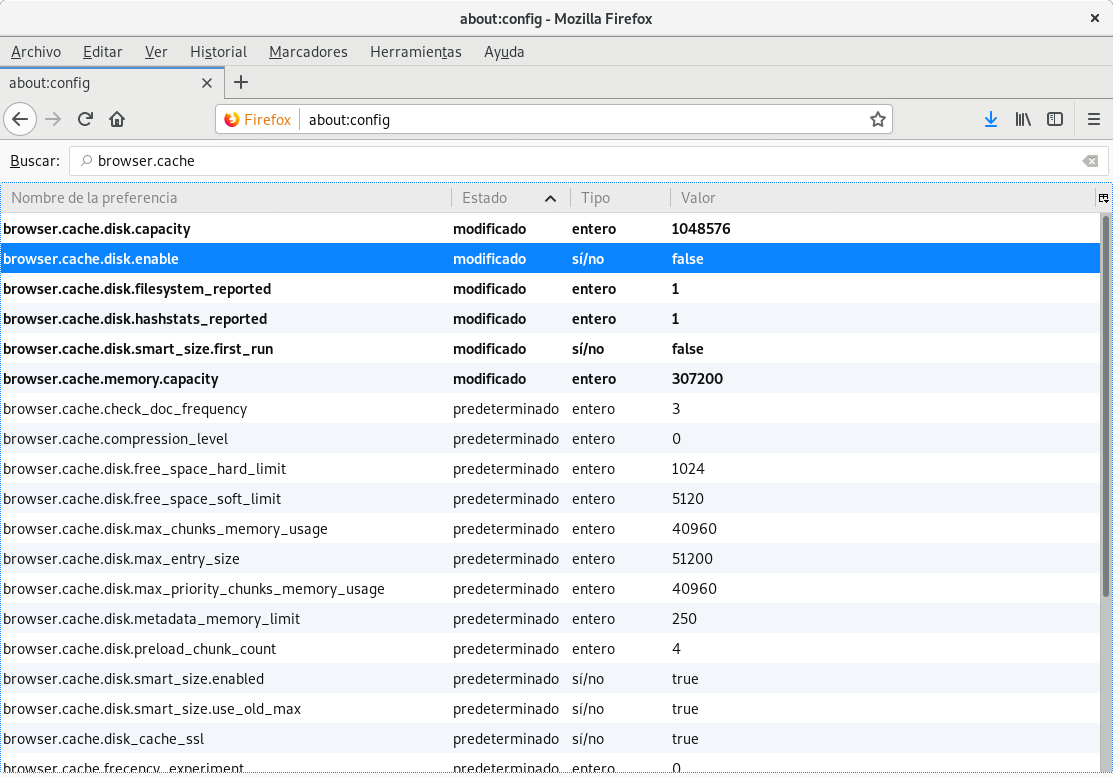 about:config - Mozilla Firefox
Archivo Editar Ver Historial Marcadores Herramientas Ayuda
about:config
Firefox about:config
Buscar: browser.cache
Nombre de la preferencia Estado Tipo Valor
browser.cache.disk.capacity modificado entero 1048576
browser.cache.disk.enable modificado sí/no false
browser.cache.disk.filesystem_reported modificado entero 1
browser.cache.disk.hashstats_reported modificado entero 1
browser.cache.disk.smart_size.first_run modificado sí/no false
browser.cache.memory.capacity modificado entero 307200
browser.cache.check_doc_frequency predeterminado entero 3
browser.cache.compression_level predeterminado entero 0
browser.cache.disk.free_space_hard_limit predeterminado entero 1024
browser.cache.disk.free_space_soft_limit predeterminado entero 5120
browser.cache.disk.max_chunks_memory_usage predeterminado entero 40960
browser.cache.disk.max_entry_size predeterminado entero 51200
browser.cache.disk.max_priority_chunks_memory_usage predeterminado entero 40960
browser.cache.disk.metadata_memory_limit predeterminado entero 250
browser.cache.disk.preload_chunk_count predeterminado entero 4
browser.cache.disk.smart_size.enabled predeterminado sí/no true
browser.cache.disk.smart_size.use_old_max predeterminado sí/no true
browser.cache.disk_cache_ssl predeterminado sí/no true
browser.cache.frecency_experiment predeterminado entero 0